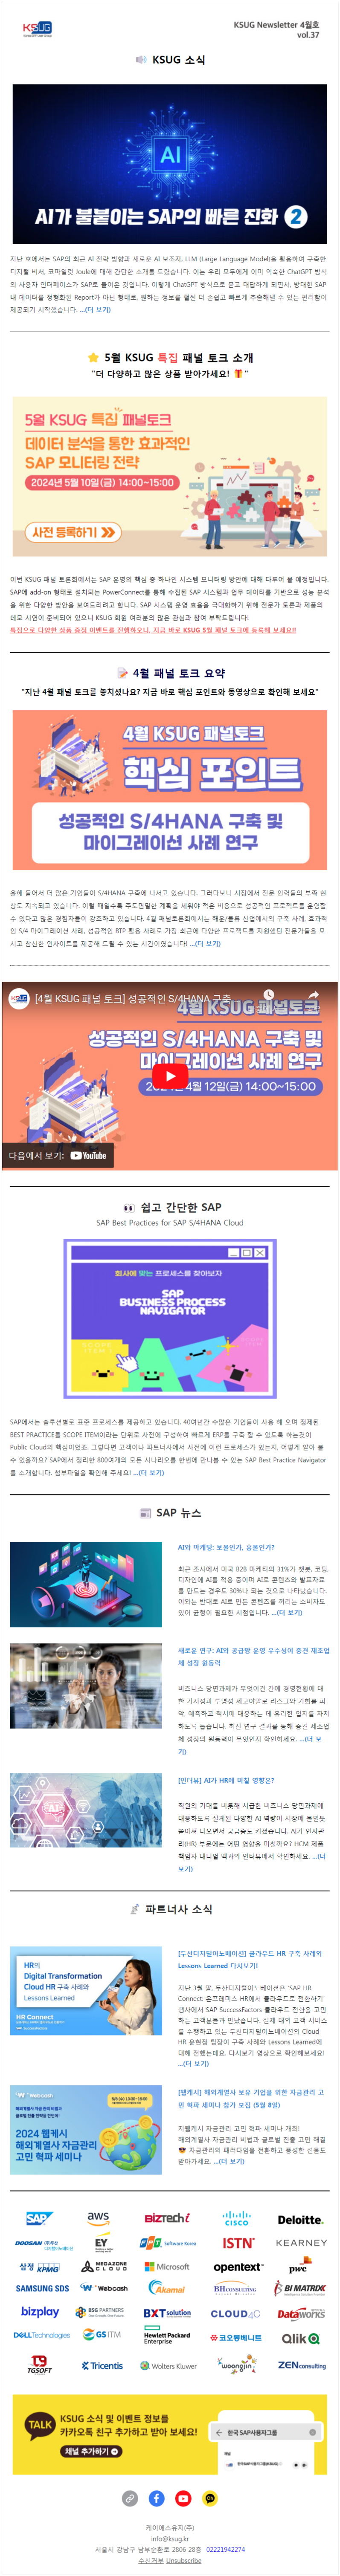 KSUG
KSUG Newsletter 4월호
vol.37
KSUG 소식
AI
AI가 불붙이는 SAP의 빠른 진화 2
지난 호에서는 SAP의 최근 AI 전략 방향과 새로운 AI 보조자, LLM (Large Language Model)을 활용하여 구축한
디지털 비서, 코파일럿 Joule에 대해 간단한 소개를 드렸습니다. 이는 우리 모두에게 이미 익숙한 ChatGPT 방식
의 사용자 인터페이스가 SAP로 들어온 것입니다. 이렇게 ChatGPT 방식으로 묻고 대답하게 되면서, 방대한 SAP
내 데이터를 정형화된 Report가 아닌 형태로, 원하는 정보를 훨씬 더 손쉽고 빠르게 추출해낼 수 있는 편리함이
제공되기 시작했습니다. ...(더 보기)
5월 KSUG 특집 패널 토크 소개
"더 다양하고 많은 상품 받아가세요! "
5월 KSUG 특집 패널토크
데이터 분석을 통한 효과적인
SAP 모니터링 전략
2024년 5월 10일(금) 14:00~15:00
사전 등록하기
이번 KSUG 패널 토론회에서는 SAP 운영의 핵심 중 하나인 시스템 모니터링 방안에 대해 다루어 볼 예정입니다.
SAP에 add-on 형태로 설치되는 PowerConnect를 통해 수집된 SAP 시스템과 업무 데이터를 기반으로 성능 분석
을 위한 다양한 방안을 보여드리려고 합니다. SAP 시스템 운영 효율을 극대화하기 위해 전문가 토론과 제품의
데모 시연이 준비되어 있으니 KSUG 회원 여러분의 많은 관심과 참여 부탁드립니다!
특집으로 다양한 상품 증정 이벤트를 진행하오니, 지금 바로 KSUG 5월 패널 토크에 등록해 보세요!!
4월 패널 토크 요약
"지난 4월 패널 토크를 놓치셨나요? 지금 바로 핵심 포인트와 동영상으로 확인해 보세요"
4월 KSUG 패널토크
핵심 포인트
성공적인 S/4HANA 구축 및
마이그레이션 사례 연구
올해 들어서 더 많은 기업들이 S/4HANA 구축에 나서고 있습니다. 그러다보니 시장에서 전문 인력들의 부족 현
상도 지속되고 있습니다. 이럴 때일수록 주도면밀한 계획을 세워야 적은 비용으로 성공적인 프로젝트를 운영할
수 있다고 많은 경험자들이 강조하고 있습니다. 4월 패널토론회에서는 해운/물류 산업에서의 구축 사례, 효과적
인 S/4 마이그레이션 사례, 성공적인 BTP 활용 사례로 가장 최근에 다양한 프로젝트를 지원했던 전문가들을 모
시고 참신한 인사이트를 제공해 드릴 수 있는 시간이었습니다! ...(더 보기)
[4월 KSUG 패널 토크] 성공적인 S/4HANA 구축...
4월 KSUG 패널토크
성공적인 S/4HANA 구축 및
마이그레이션 사례 연구
2024년 4월 12일(금) 14:00~15:00
다음에서 보기: YouTube
쉽고 간단한 SAP
SAP Best Practices for SAP S/4HANA Cloud
회사에 맞는 프로세스를 찾아보자
SAP
BUSINESS PROCESS
NAVIGATOR
SAP에서는 솔루션별로 표준 프로세스를 제공하고 있습니다. 40여년간 수많은 기업들이 사용 해 오며 정제된
BEST PRACTICE를 SCOPE ITEM이라는 단위로 사전에 구성하여 빠르게 ERP를 구축 할 수 있도록 하는것이
Public Cloud의 핵심이었죠. 그렇다면 고객이나 파트너사에서 사전에 이런 프로세스가 있는지, 어떻게 알아 볼
수 있을까요? SAP에서 정리한 800여개의 모든 시나리오를 한번에 만나볼 수 있는 SAP Best Practice Navigator
를 소개합니다. 첨부파일을 확인해 주세요! ...(더 보기)
SAP 뉴스
AI와 마케팅: 보물인가, 흉물인가?
최근 조사에서 미국 B2B 마케터의 31%가 챗봇, 코딩,
디자인에 AI를 적용 중이며 AI로 콘텐츠와 발표자료
를 만드는 경우도 30%나 되는 것으로 나타났습니다.
이와는 반대로 AI로 만든 콘텐츠를 꺼리는 소비자도
있어 균형이 필요한 시점입니다. ...(더 보기)
새로운 연구: AI와 공급망 운영 우수성이 중견 제조업
체 성장 원동력
비즈니스 당면과제가 무엇이건 간에 경영현황에 대
한 가시성과 투명성 제고야말로 리스크와 기회를 파
악, 예측하고 적시에 대응하는 데 유리한 입지를 차지
하도록 돕습니다. 최신 연구 결과를 통해 중견 제조업
체 성장의 원동력이 무엇인지 확인하세요. ...(더 보
기)
[인터뷰] AI가 HR에 미칠 영향은?
AI
직원의 기대를 비롯해 시급한 비즈니스 당면과제에
대응하도록 설계된 다양한 AI 역량이 시장에 물밀듯
쏟아져 나오면서 궁금증도 커졌습니다. AI가 인사관
리(HR) 부문에는 어떤 영향을 미칠까요? HCM 제품
책임자 대니얼 벡과의 인터뷰에서 확인하세요. ...(더
보기)
파트너사 소식
HR의
Digital Transformation
Cloud HR 구축 사례와
Lessons Learned
HR Connect
[두산디지털이노베이션] 클라우드 HR 구축 사례와
Lessons Learned 다시보기!
지난 3월 말, 두산디지털이노베이션은 'SAP HR
Connect: 온프레미스 HR에서 클라우드로 전환하기'
행사에서 SAP SuccessFactors 클라우드 전환을 고민
하는 고객분들과 만났습니다. 실제 대외 고객 서비스
를 수행하고 있는 두산디지털이노베이션의 Cloud
HR 윤현정 팀장이 구축 사례와 Lessons Learned에
대해 전했는데요. 다시보기 영상으로 확인해보세요!
...(더 보기)
Webcash
해외계열사 자금관리 비법과
글로벌 진출 전략을 한번에!
2024 웹케시
해외계열사 자금관리
고민 혁파 세미나
[웹케시] 해외계열사 보유 기업을 위한 자금관리 고
민 혁파 세미나 참가 모집 (5월 8일)
지웹케시 자금관리 고민 혁파 세미나 개최!
해외계열사 자금관리 비법과 글로벌 진출 고민 해결
자금관리의 패러다임을 전환하고 풍성한 선물도
받아가세요. ...(더 보기)
SAP aws BIZTECHi CISCO Deloitte.
DOOSAN EY Software Korea ISTN KEARNEY
삼정 KPMG MEGAZONE CLOUD Microsoft opentext pwc
SAMSUNG SDS Webcash Akamai BHCONSULTING BI MATRIX
bizplay BSG PARTNERS BXT solution CLOUD4C Dataworks
DELLTechnologies GS ITM Hewlett Packard Enterprise 코오롱베니트 Qlik
TGSOFT Tricentis Wolters Kluwer woongjin ZENconsulting
TALK
KSUG 소식 및 이벤트 정보를
카카오톡 친구 추가하고 받아 보세요!
채널 추가하기
한국 SAP사용자그룹
채널
케이에스유지(주)
info@ksug.kr
서울시 강남구 남부순환로 2806 28층 02221942274
수신거부 Unsubscribe